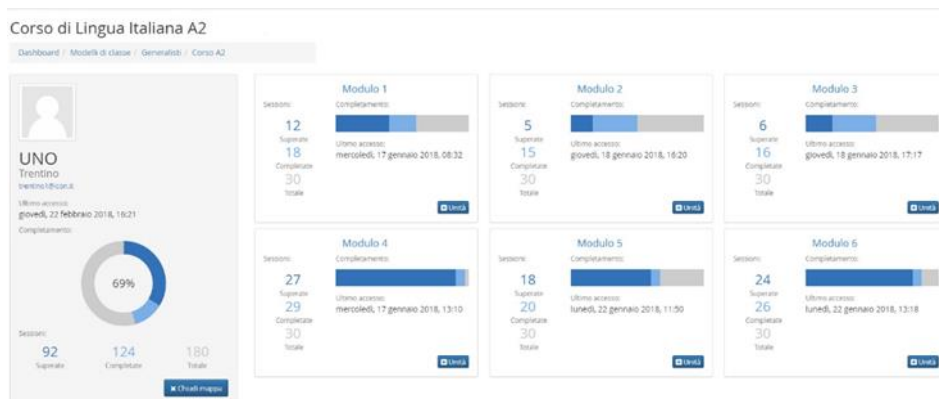 Corso di Lingua Italiana A2
Dashboard / Modelli di classe / Generalisti / Corso A2
UNO
Trentino
trentino1@icon.it
Ultimo accesso:
giovedì, 22 febbraio 2018, 16:21
Completamento:
69%
Sessioni:
92 124 180
Superate Completate Totale
Chiudi mappa
Modulo 1
Sessioni: Completamento:
12
Superate
18
Completate
30
Totale
Ultimo accesso:
mercoledì, 17 gennaio 2018, 08:32
Unità
Modulo 2
Sessioni: Completamento:
5
Superate
15
Completate
30
Totale
Ultimo accesso:
giovedì, 18 gennaio 2018, 16:20
Unità
Modulo 3
Sessioni: Completamento:
6
Superate
16
Completate
30
Totale
Ultimo accesso:
giovedì, 18 gennaio 2018, 17:17
Unità
Modulo 4
Sessioni: Completamento:
27
Superate
29
Completate
30
Totale
Ultimo accesso:
mercoledì, 17 gennaio 2018, 13:10
Unità
Modulo 5
Sessioni: Completamento:
18
Superate
20
Completate
30
Totale
Ultimo accesso:
lunedì, 22 gennaio 2018, 11:50
Unità
Modulo 6
Sessioni: Completamento:
24
Superate
26
Completate
30
Totale
Ultimo accesso:
lunedì, 22 gennaio 2018, 13:18
Unità